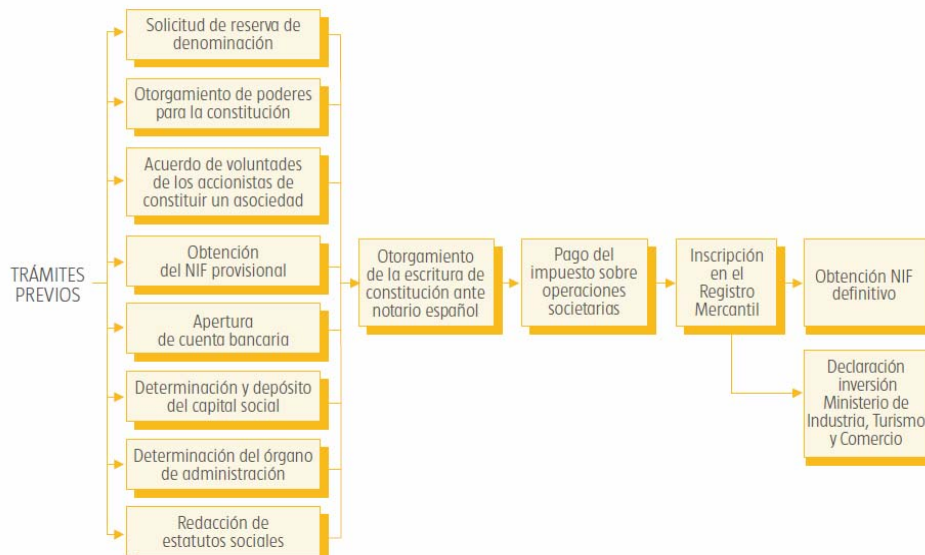 TRÁMITES
PREVIOS
Solicitud de reserva de
denominación
Otorgamiento de poderes
para la constitución
Acuerdo de voluntades
de los accionistas de
constituir un asociedad
Obtención
del NIF provisional
Apertura
de cuenta bancaria
Determinación y depósito
del capital social
Determinación del órgano
de administración
Redacción de
estatutos sociales
Otorgamiento
de la escritura de
constitución ante
notario español
Pago del
impuesto sobre
operaciones
societarias
Inscripción
en el
Registro
Mercantil
Obtención NIF
definitivo
Declaración
inversión
Ministerio de
Industria, Turismo
y Comercio